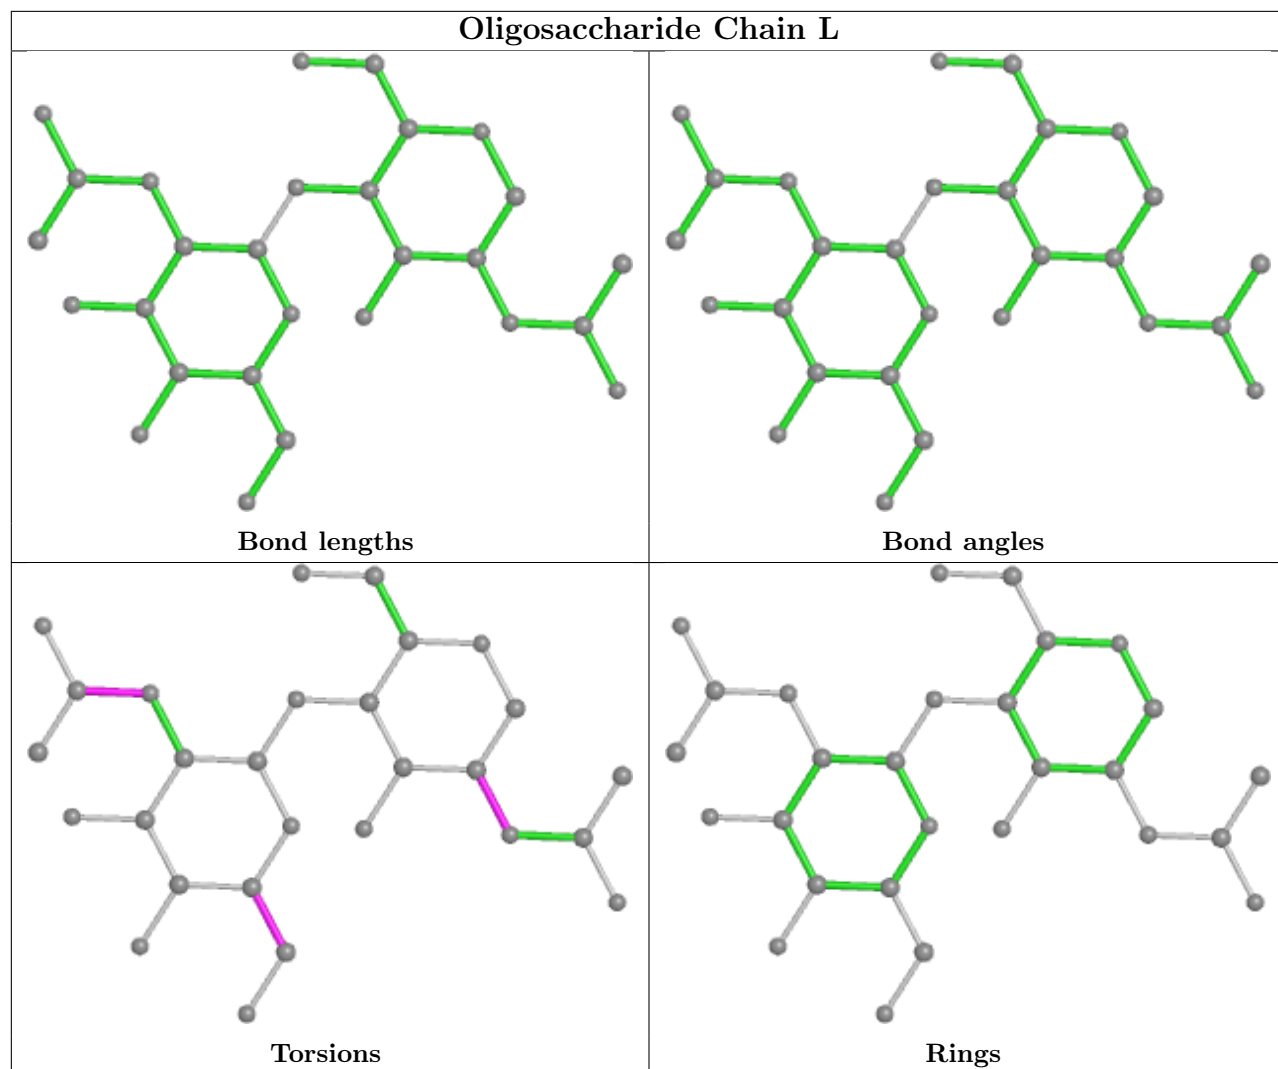 Oligosaccharide Chain L
Bond lengths
Bond angles
Torsions
Rings